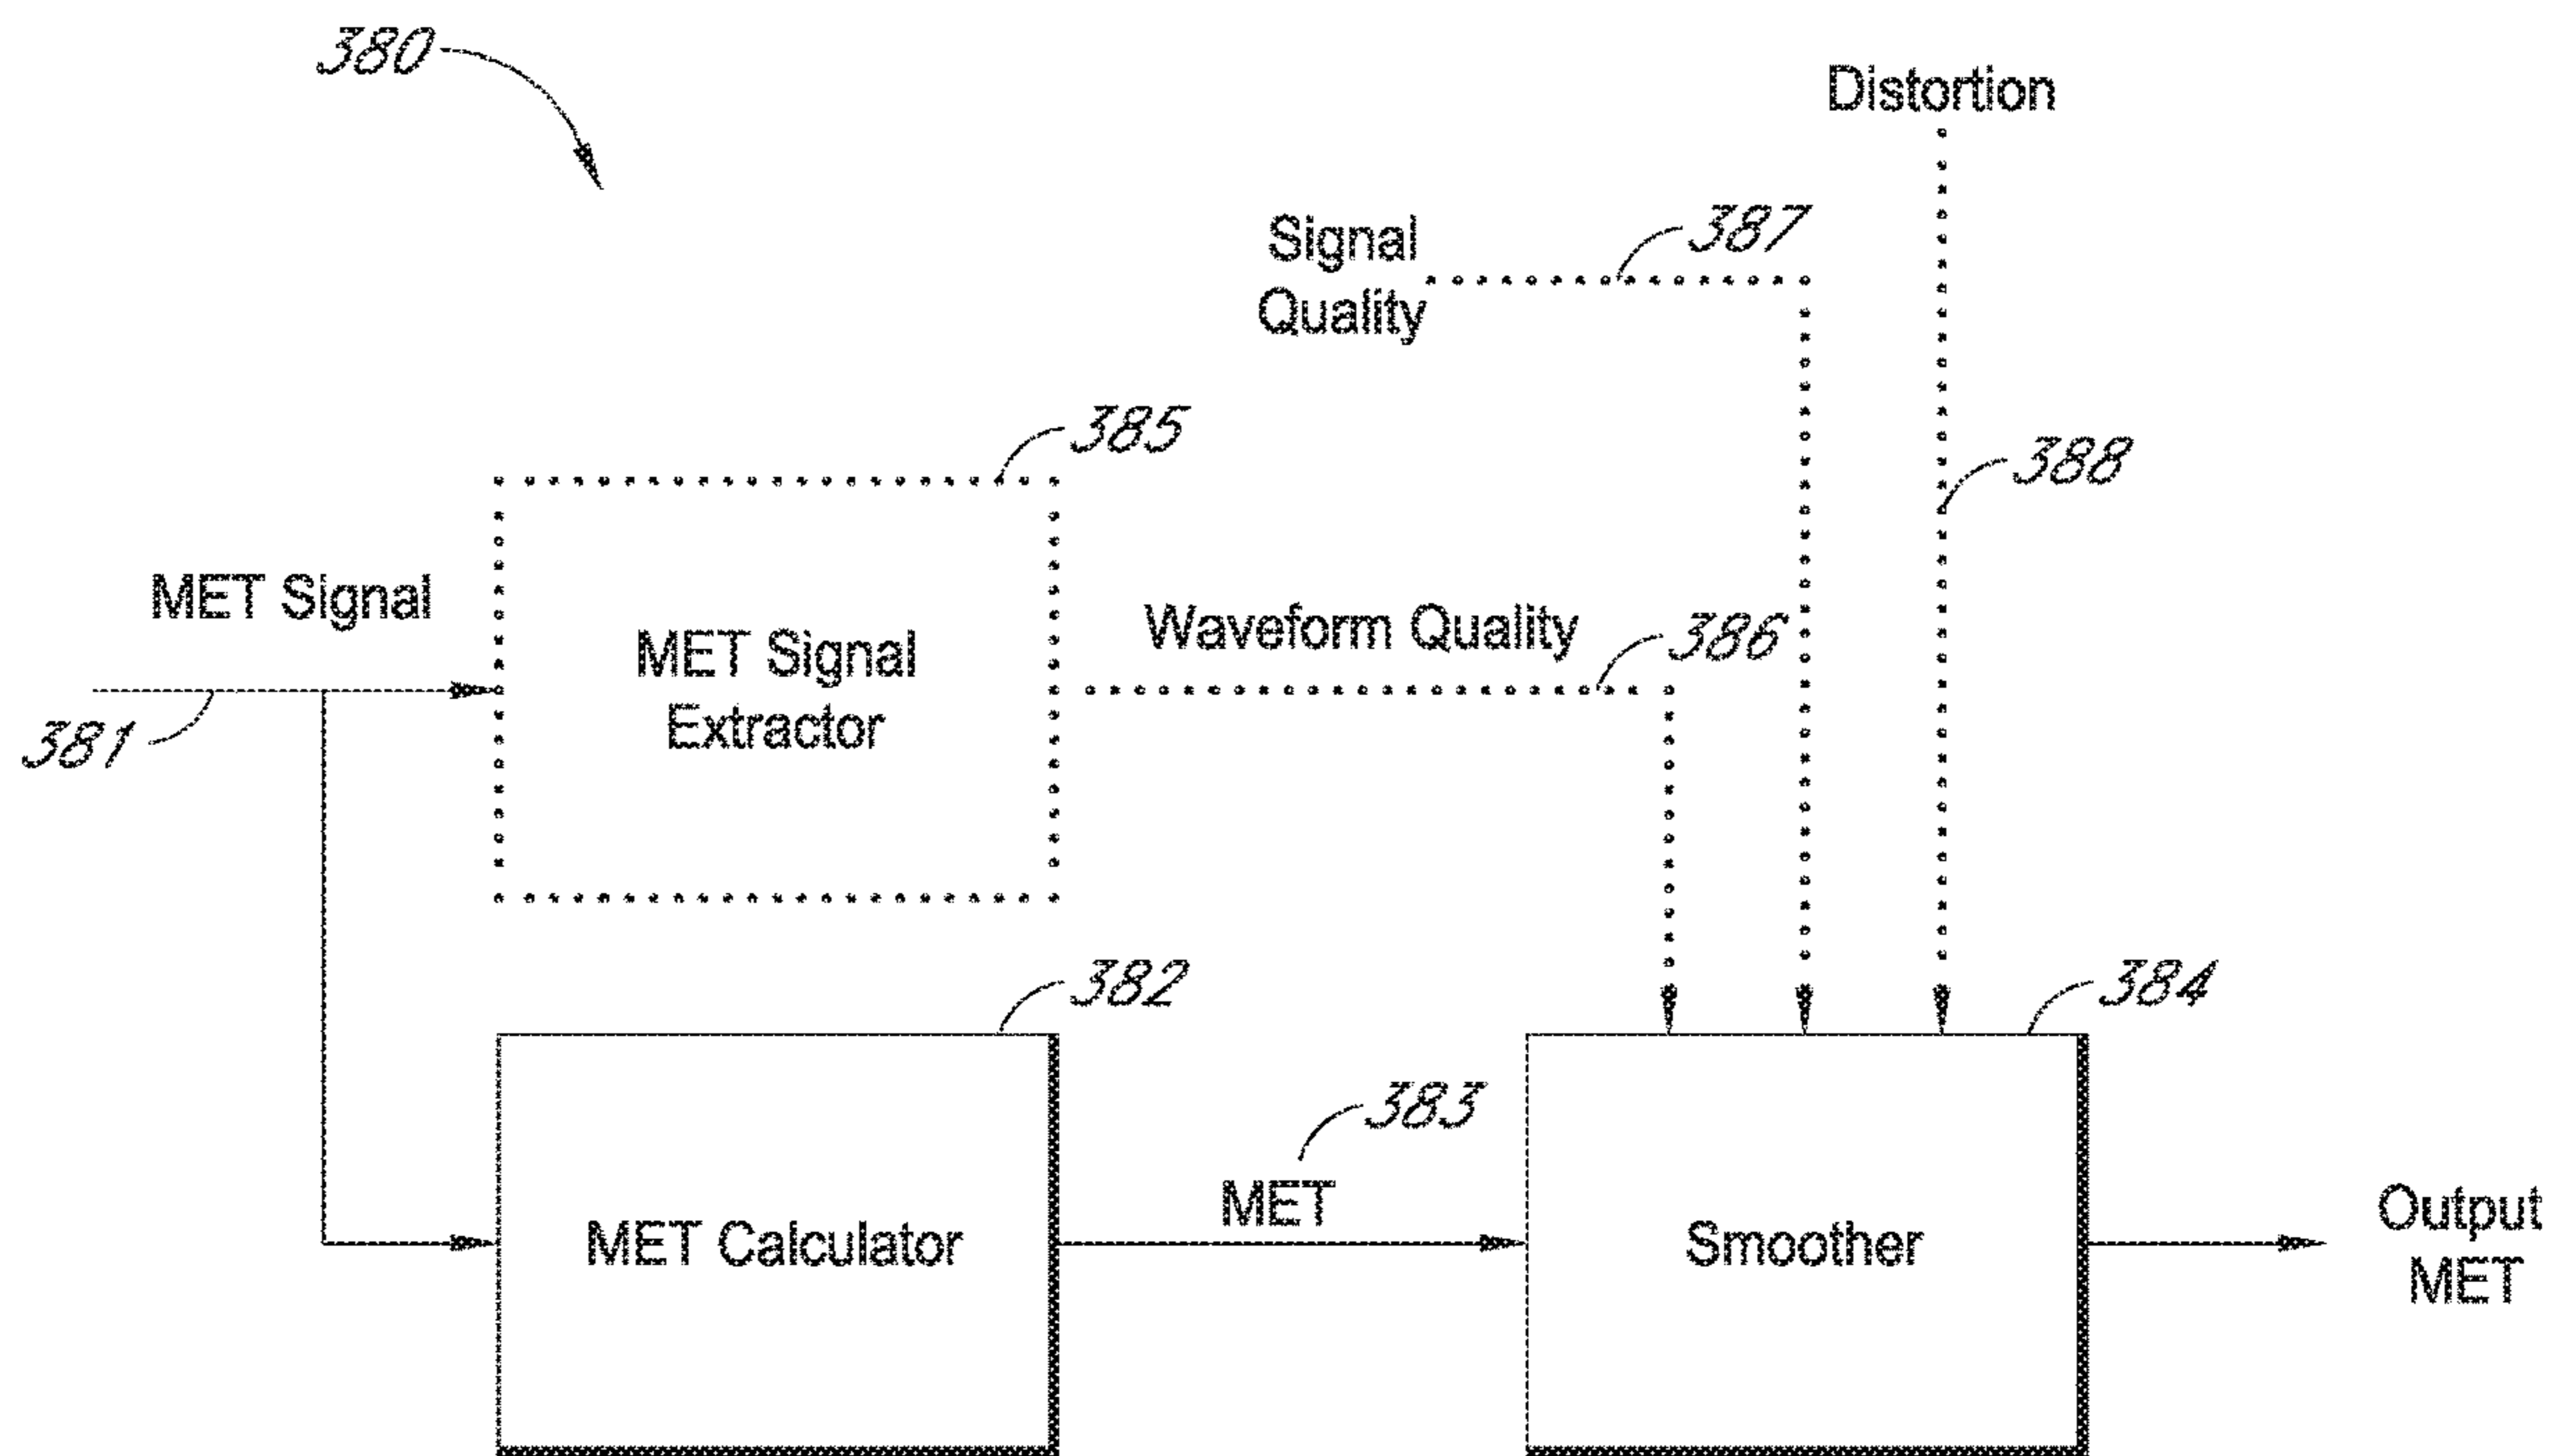 380
Distortion
Signal
Quality
387
385
388
MET Signal
MET Signal
Extractor
Waveform Quality
386
381
382
384
383
MET
MET Calculator
Smoother
Output
MET